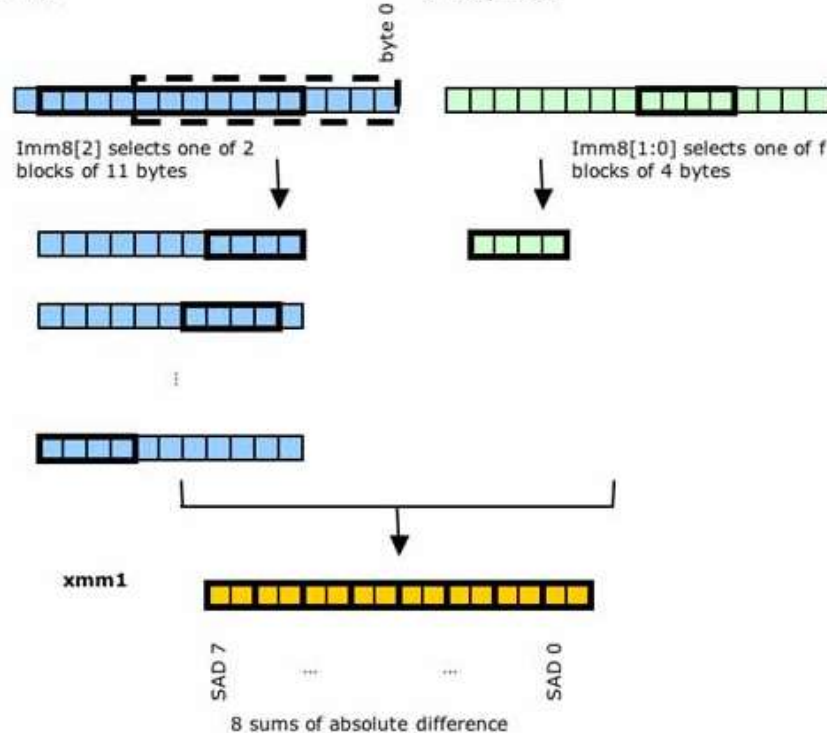 byte 0
Imm8[2] selects one of 2
blocks of 11 bytes
Imm8[1:0] selects one of f
blocks of 4 bytes
...
xmm1
SAD 7
...
...
SAD 0
8 sums of absolute difference